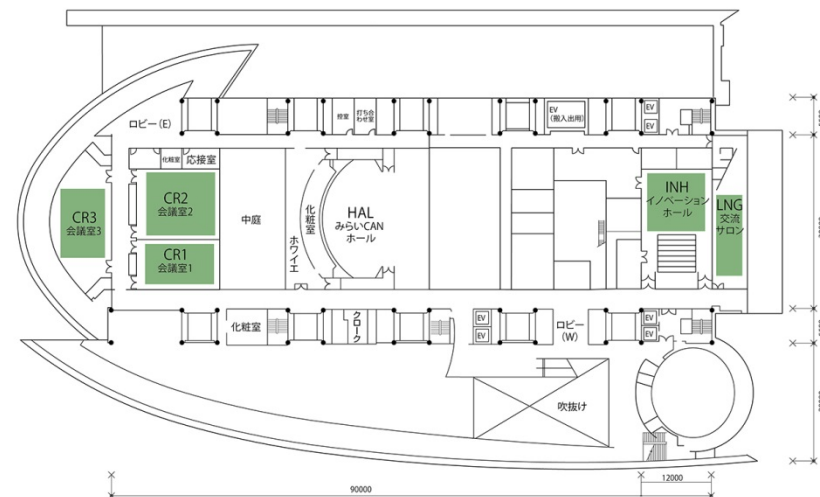 ロビー(E)
控室
打ち合
わせ室
EV
(搬入出用)
EV
EV
化粧室
応接室
CR3
会議室3
CR2
会議室2
CR1
会議室1
中庭
ホワイエ
化粧室
HAL
みらいCAN
ホール
INH
イノベーション
ホール
LNG
交流
サロン
化粧室
クローク
EV
EV
ロビー
(W)
EV
EV
吹抜け
90000
12000